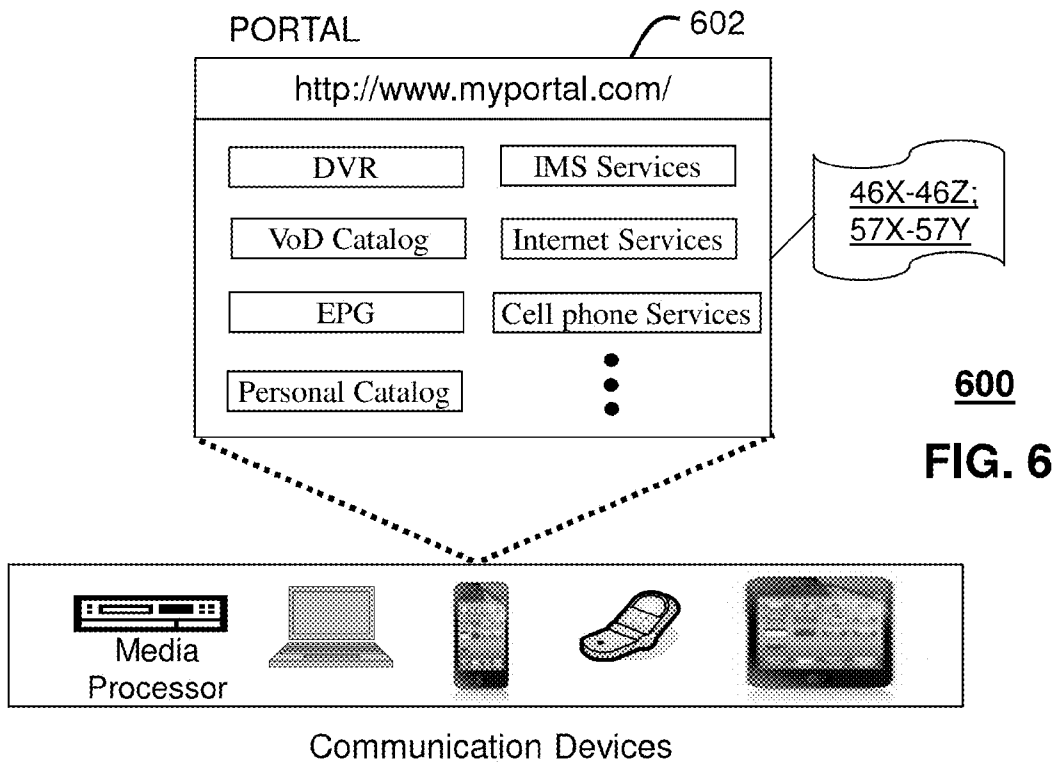 PORTAL
602
http://www.myportal.com/
DVR
IMS Services
VoD Catalog
Internet Services
EPG
Cell phone Services
Personal Catalog
46X-46Z;
57X-57Y
600
FIG. 6
Media
Processor
Communication Devices